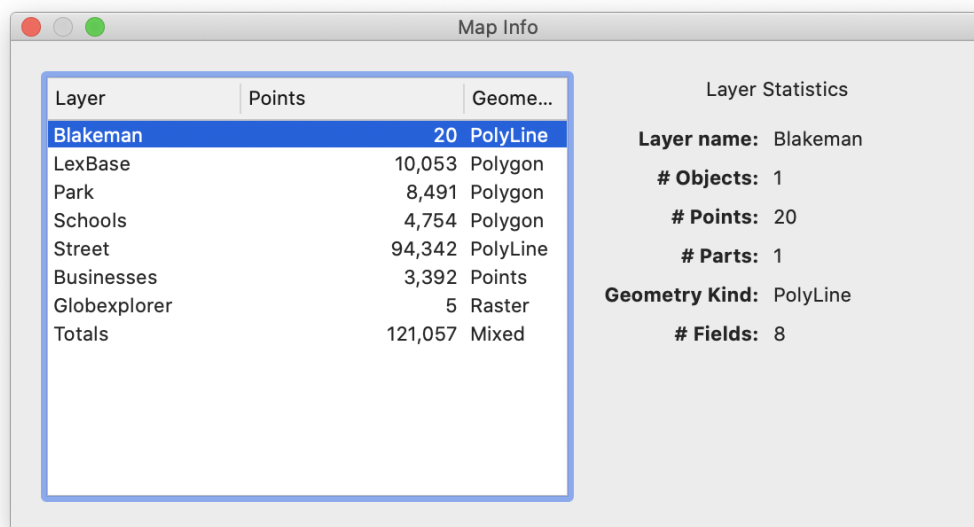 Map Info
Layer Points Geome...
Blakeman 20 PolyLine
LexBase 10,053 Polygon
Park 8,491 Polygon
Schools 4,754 Polygon
Street 94,342 PolyLine
Businesses 3,392 Points
Globexplorer 5 Raster
Totals 121,057 Mixed
Layer Statistics
Layer name: Blakeman
# Objects: 1
# Points: 20
# Parts: 1
Geometry Kind: PolyLine
# Fields: 8